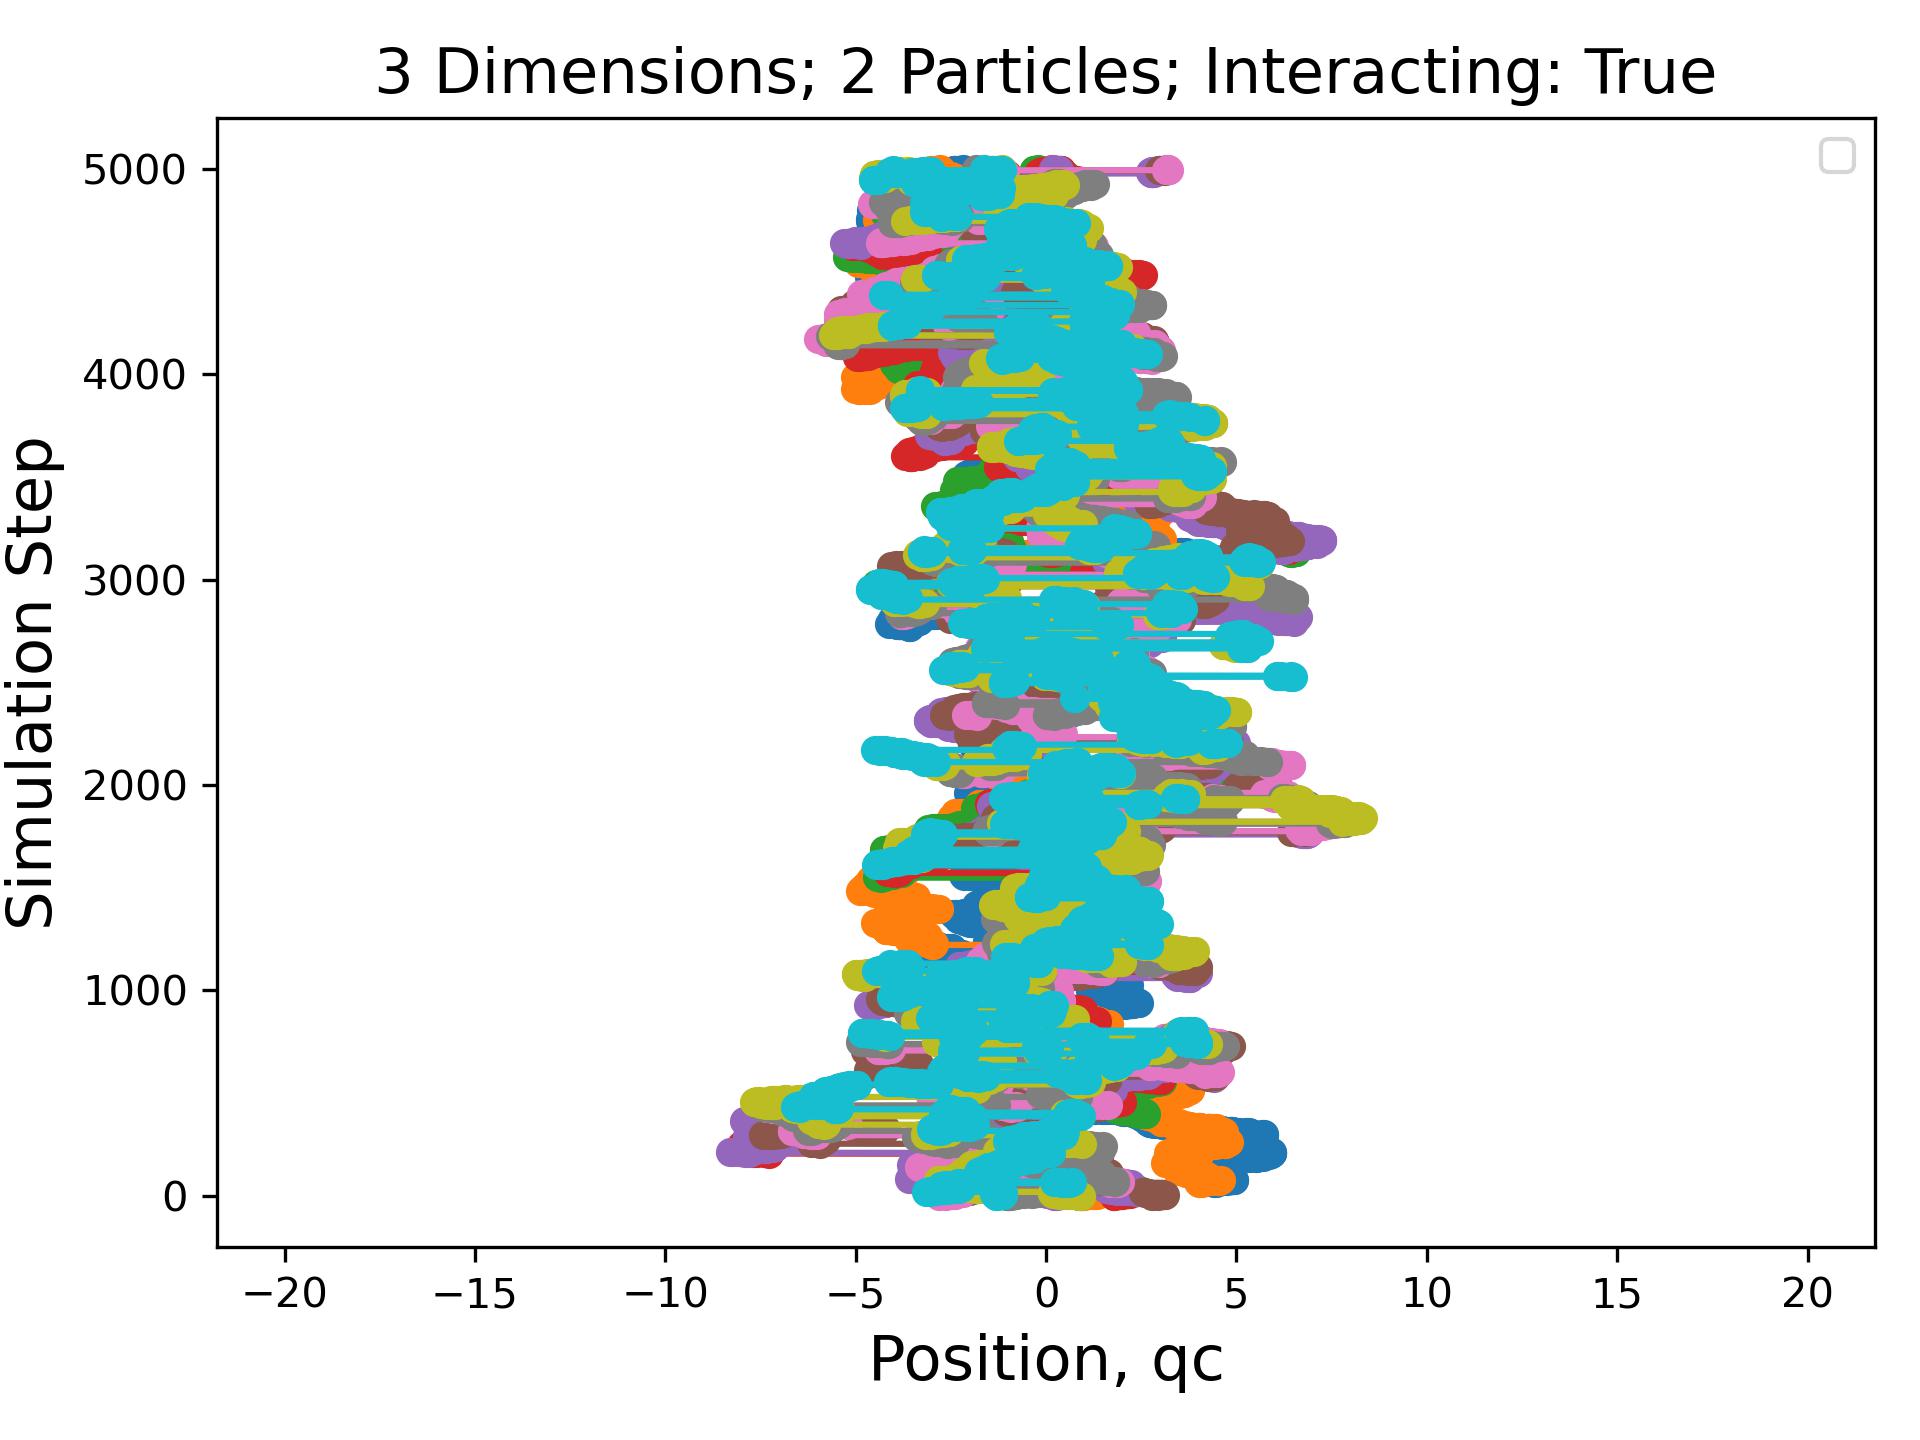 3 Dimensions; 2 Particles; Interacting: True
Simulation Step
5000
4000
3000
2000
1000
0
−20 −15 −10 −5 0 5 10 15 20
Position, qc